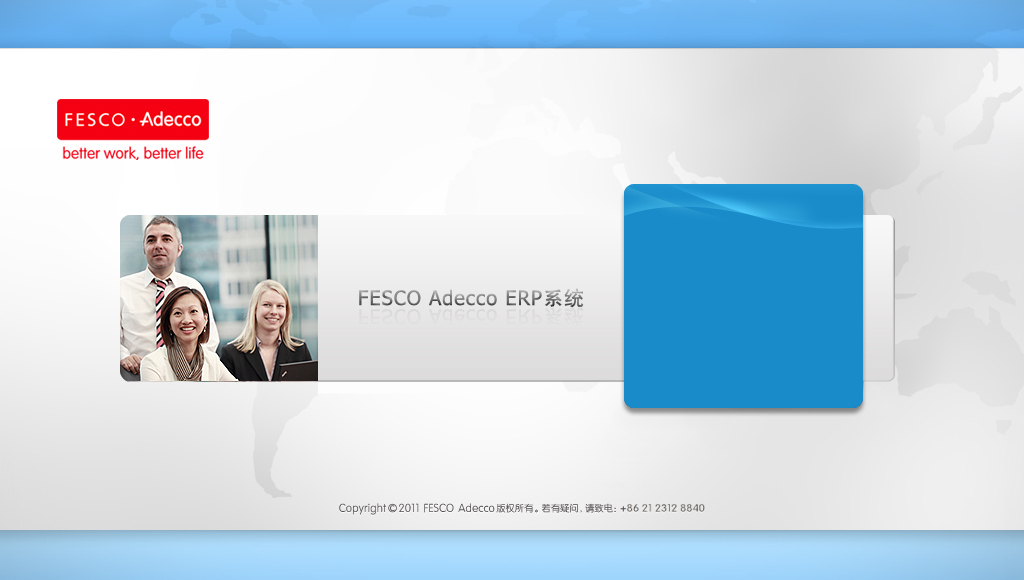 FESCO · Adecco
better work, better life
FESCO Adecco ERP系统
Copyright © 2011 FESCO Adecco 版权所有。若有疑问，请致电：+86 21 2312 8840